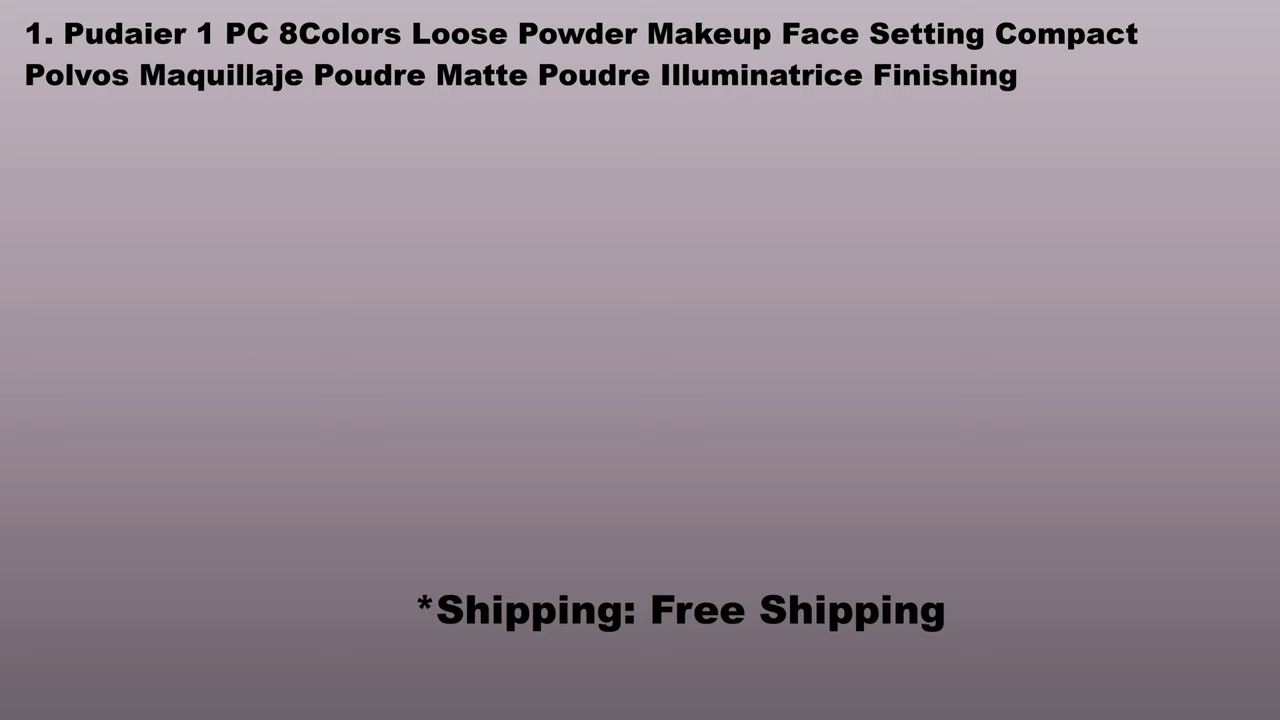 1. Pudaier 1 PC 8Colors Loose Powder Makeup Face Setting Compact
Polvos Maquillaje Poudre Matte Poudre Illuminatrice Finishing
*Shipping: Free Shipping